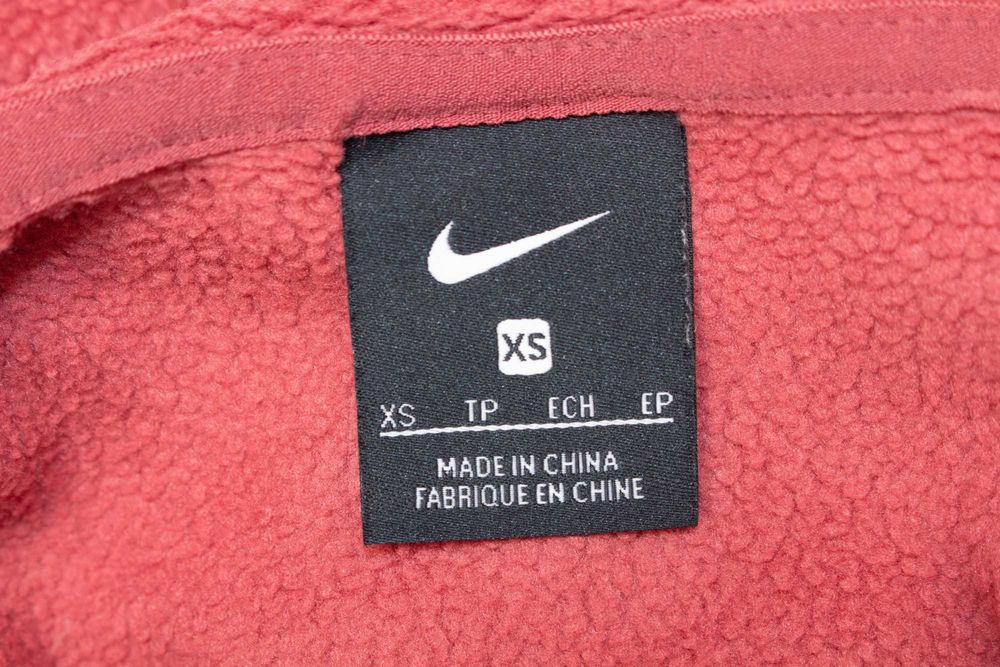 XS
XS TP ECH EP
MADE IN CHINA
FABRIQUE EN CHINE